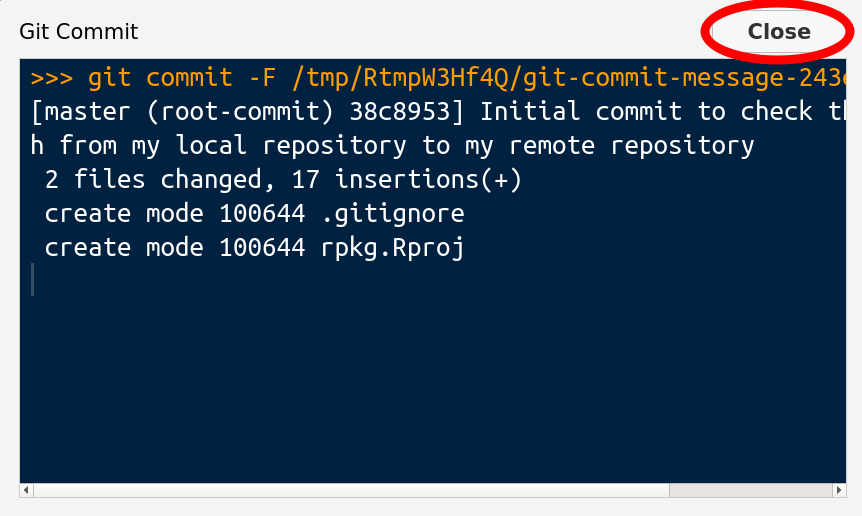 Git Commit
Close
>>> git commit -F /tmp/RtmpW3Hf4Q/git-commit-message-243
[master (root-commit) 38c8953] Initial commit to check
h from my local repository to my remote repository
2 files changed, 17 insertions(+)
create mode 100644 .gitignore
create mode 100644 rpkg.Rproj